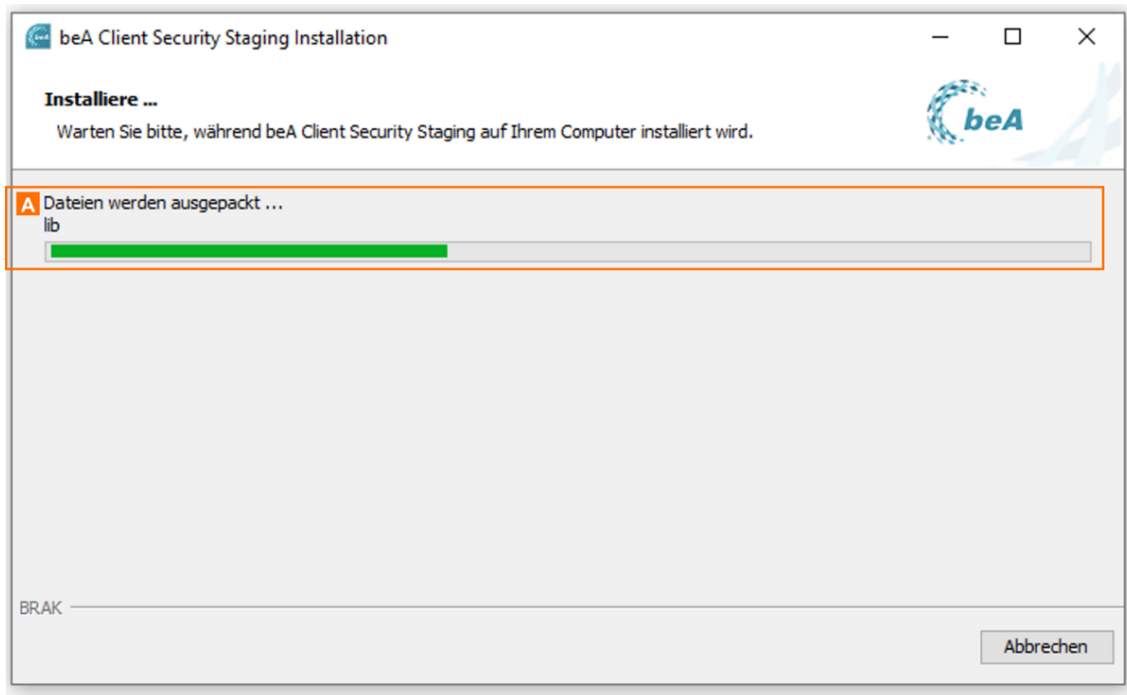 beA Client Security Staging Installation
Installiere ...
Warten Sie bitte, während beA Client Security Staging auf Ihrem Computer installiert wird.
beA
A Dateien werden ausgepackt ...
lib
BRAK
Abbrechen